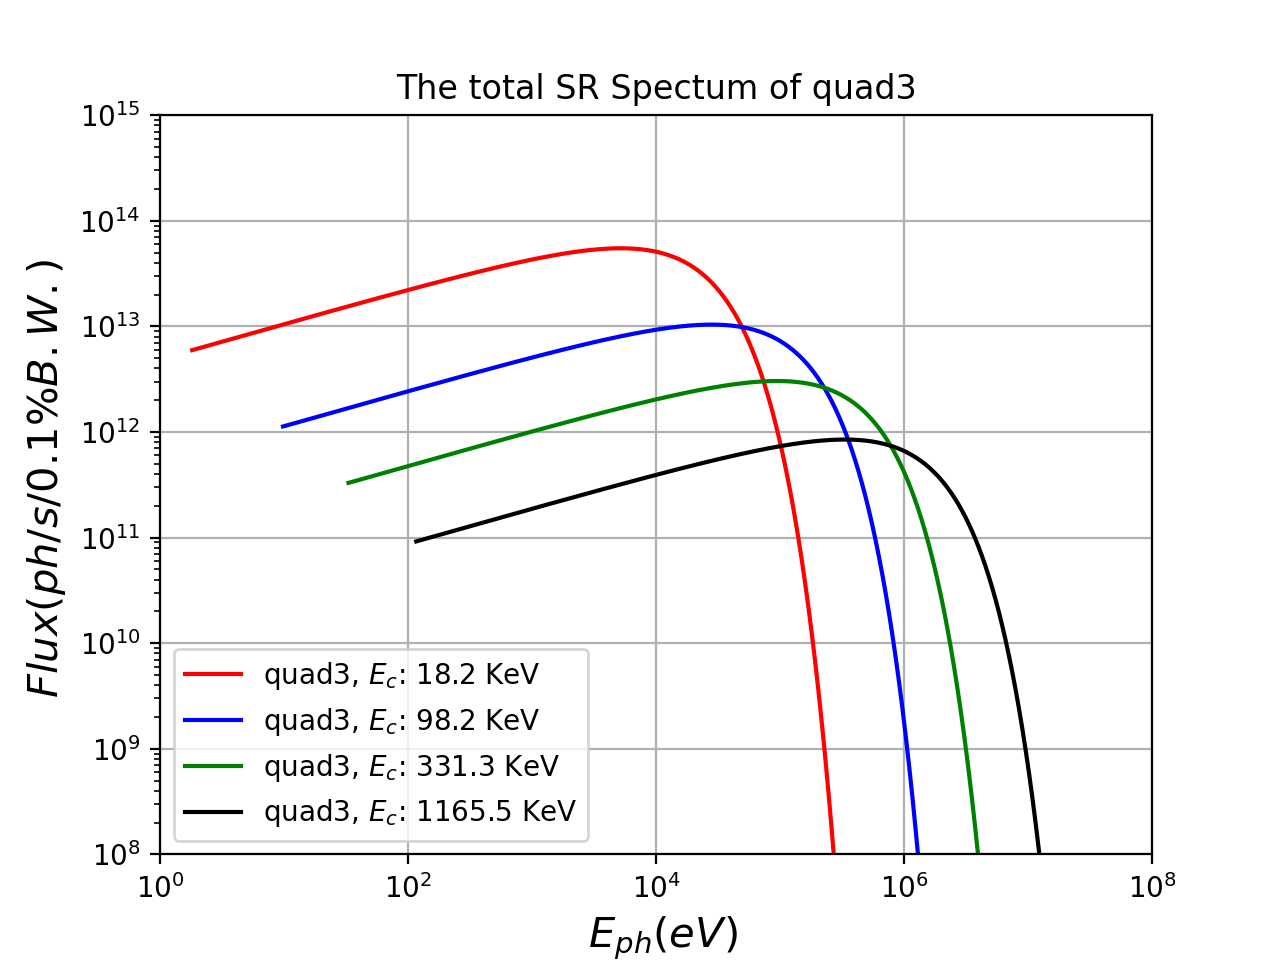 The total SR Spectum of quad3
Flux(ph/s/0.1%B.W.)
10^15
10^14
10^13
10^12
10^11
10^10
10^9
10^8
quad3, E_c: 18.2 KeV
quad3, E_c: 98.2 KeV
quad3, E_c: 331.3 KeV
quad3, E_c: 1165.5 KeV
10^0 10^2 10^4 10^6 10^8
E_ph(eV)